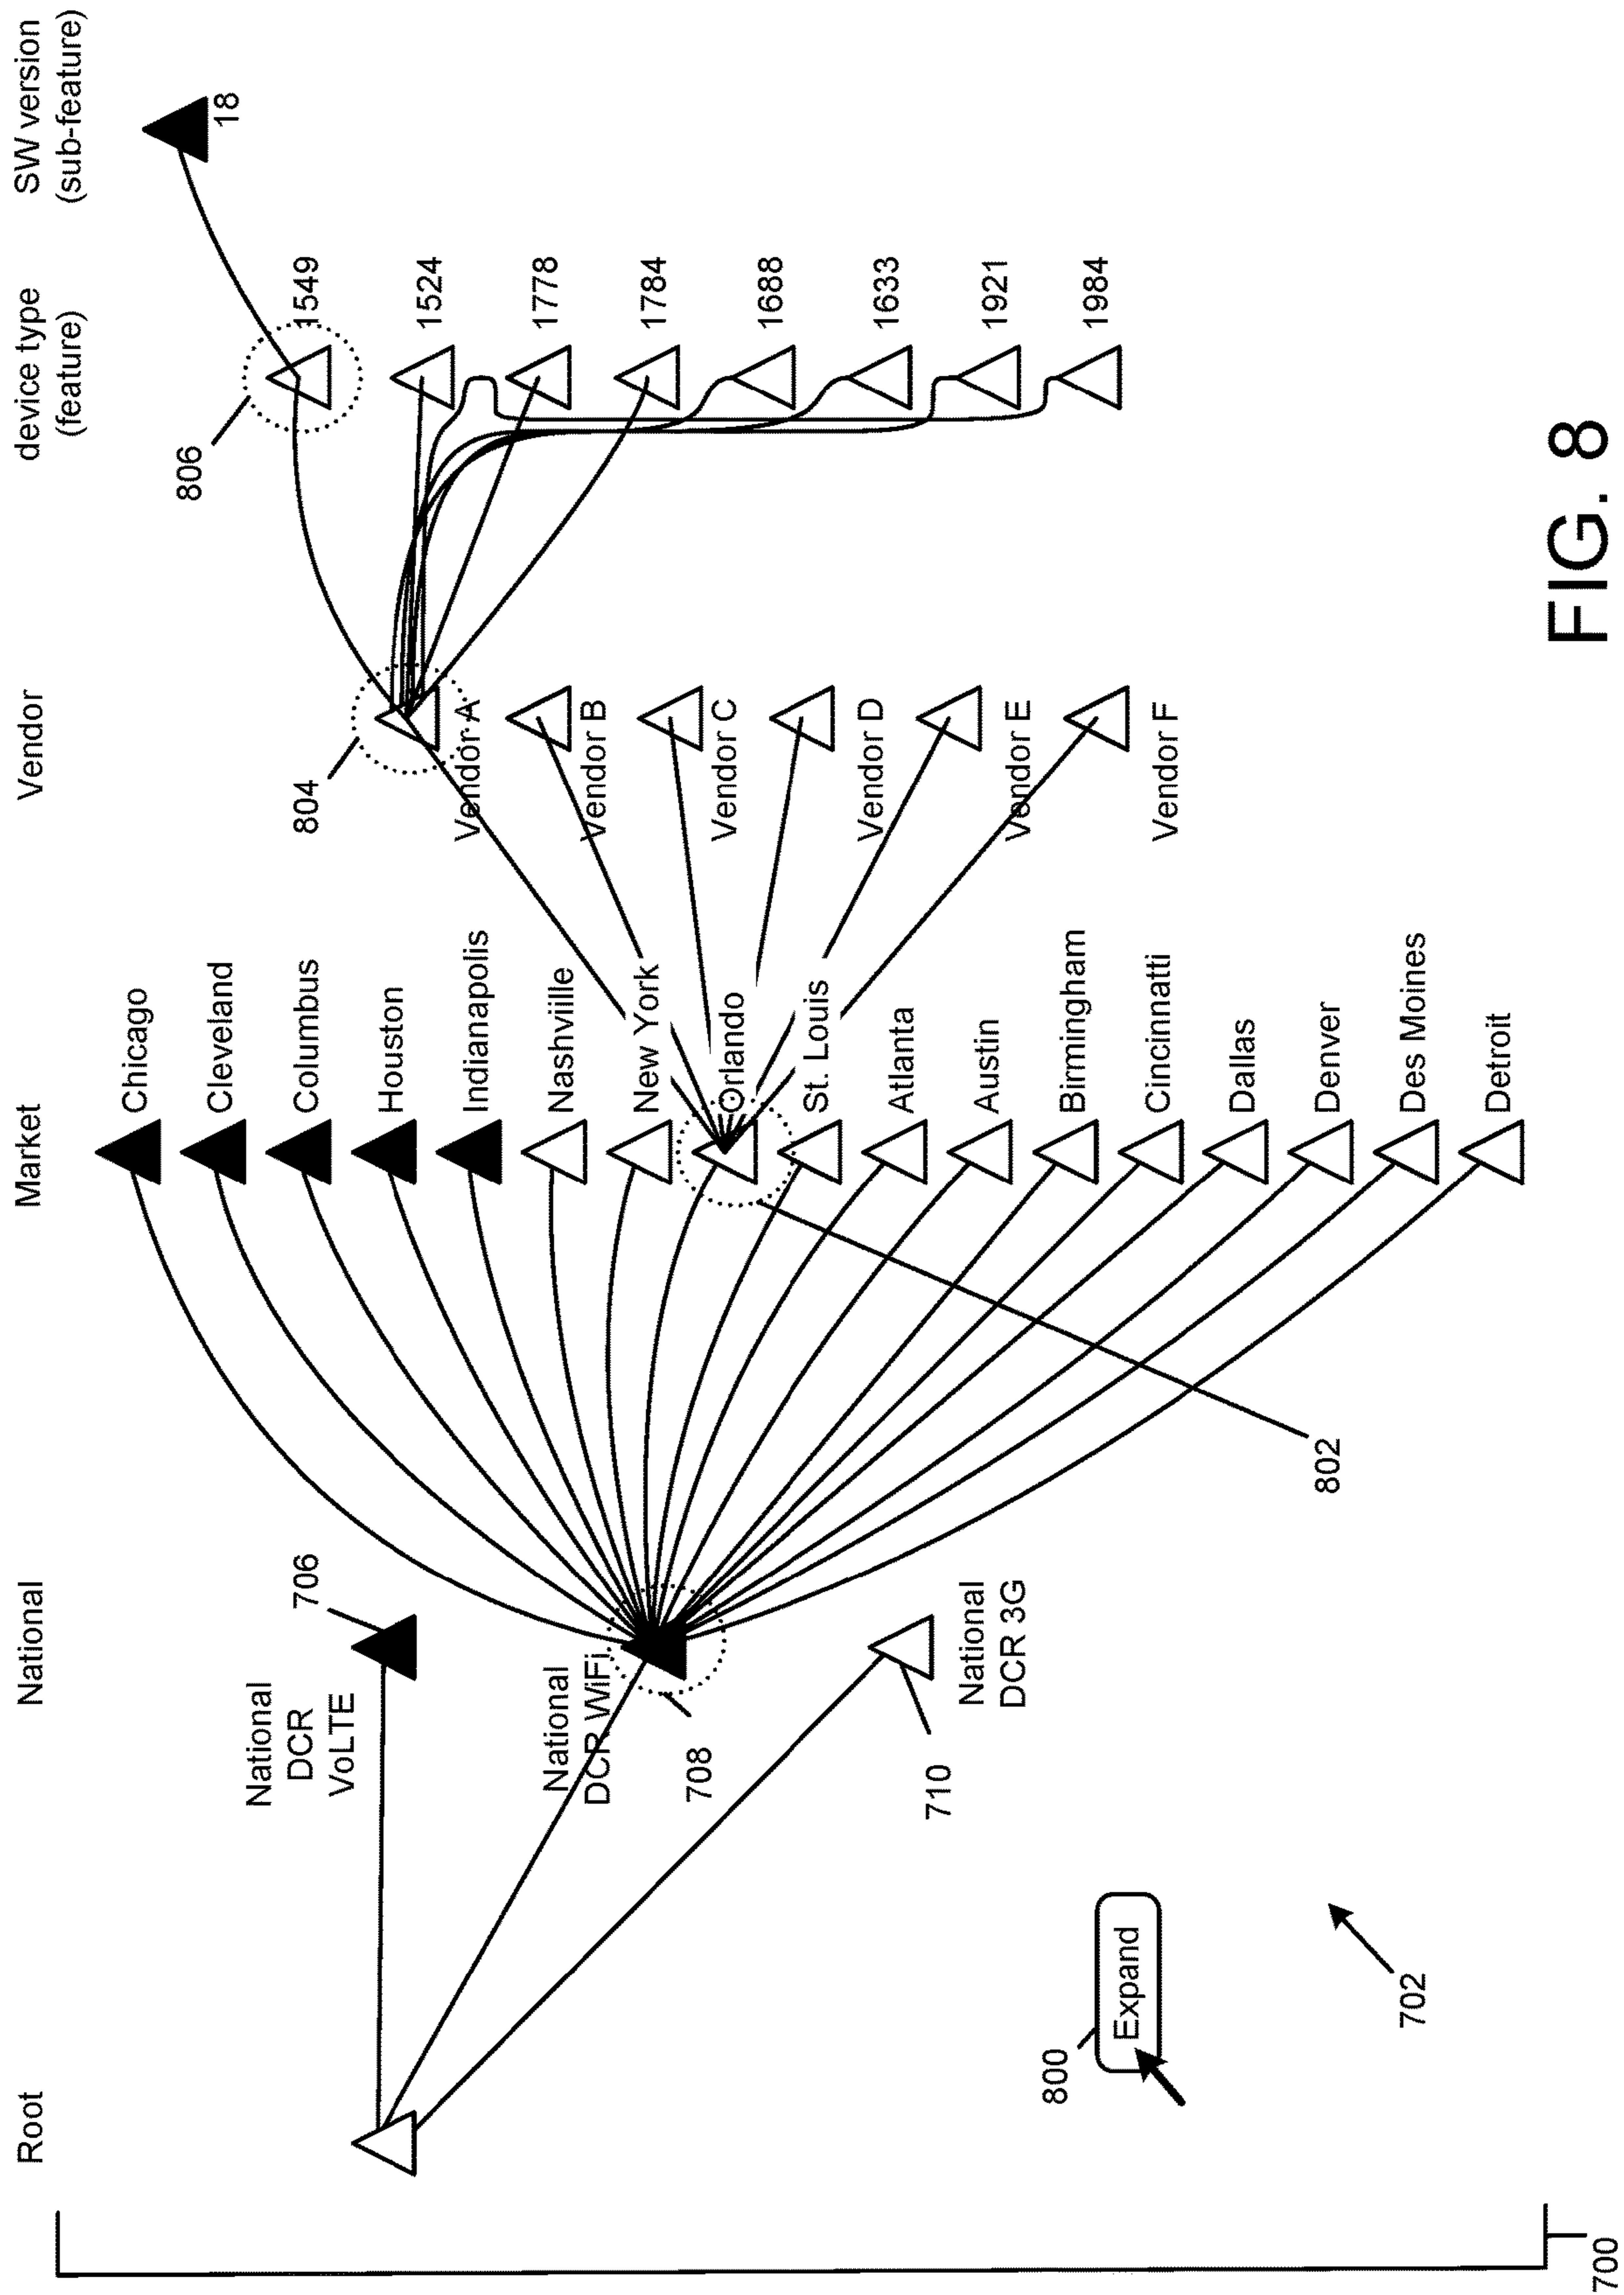 Root
National
Market
Vendor
device type
(feature)
SW version
(sub-feature)
National
DCR
VoLTE
706
National
DCR WiFi
708
National
DCR 3G
710
Chicago
Cleveland
Columbus
Houston
Indianapolis
Nashville
New York
Orlando
St. Louis
Atlanta
Austin
Birmingham
Cincinnatti
Dallas
Denver
Des Moines
Detroit
802
804
Vendor A
Vendor B
Vendor C
Vendor D
Vendor E
Vendor F
806
1549
1524
1778
1784
1688
1633
1921
1984
18
800
Expand
702
700
FIG. 8